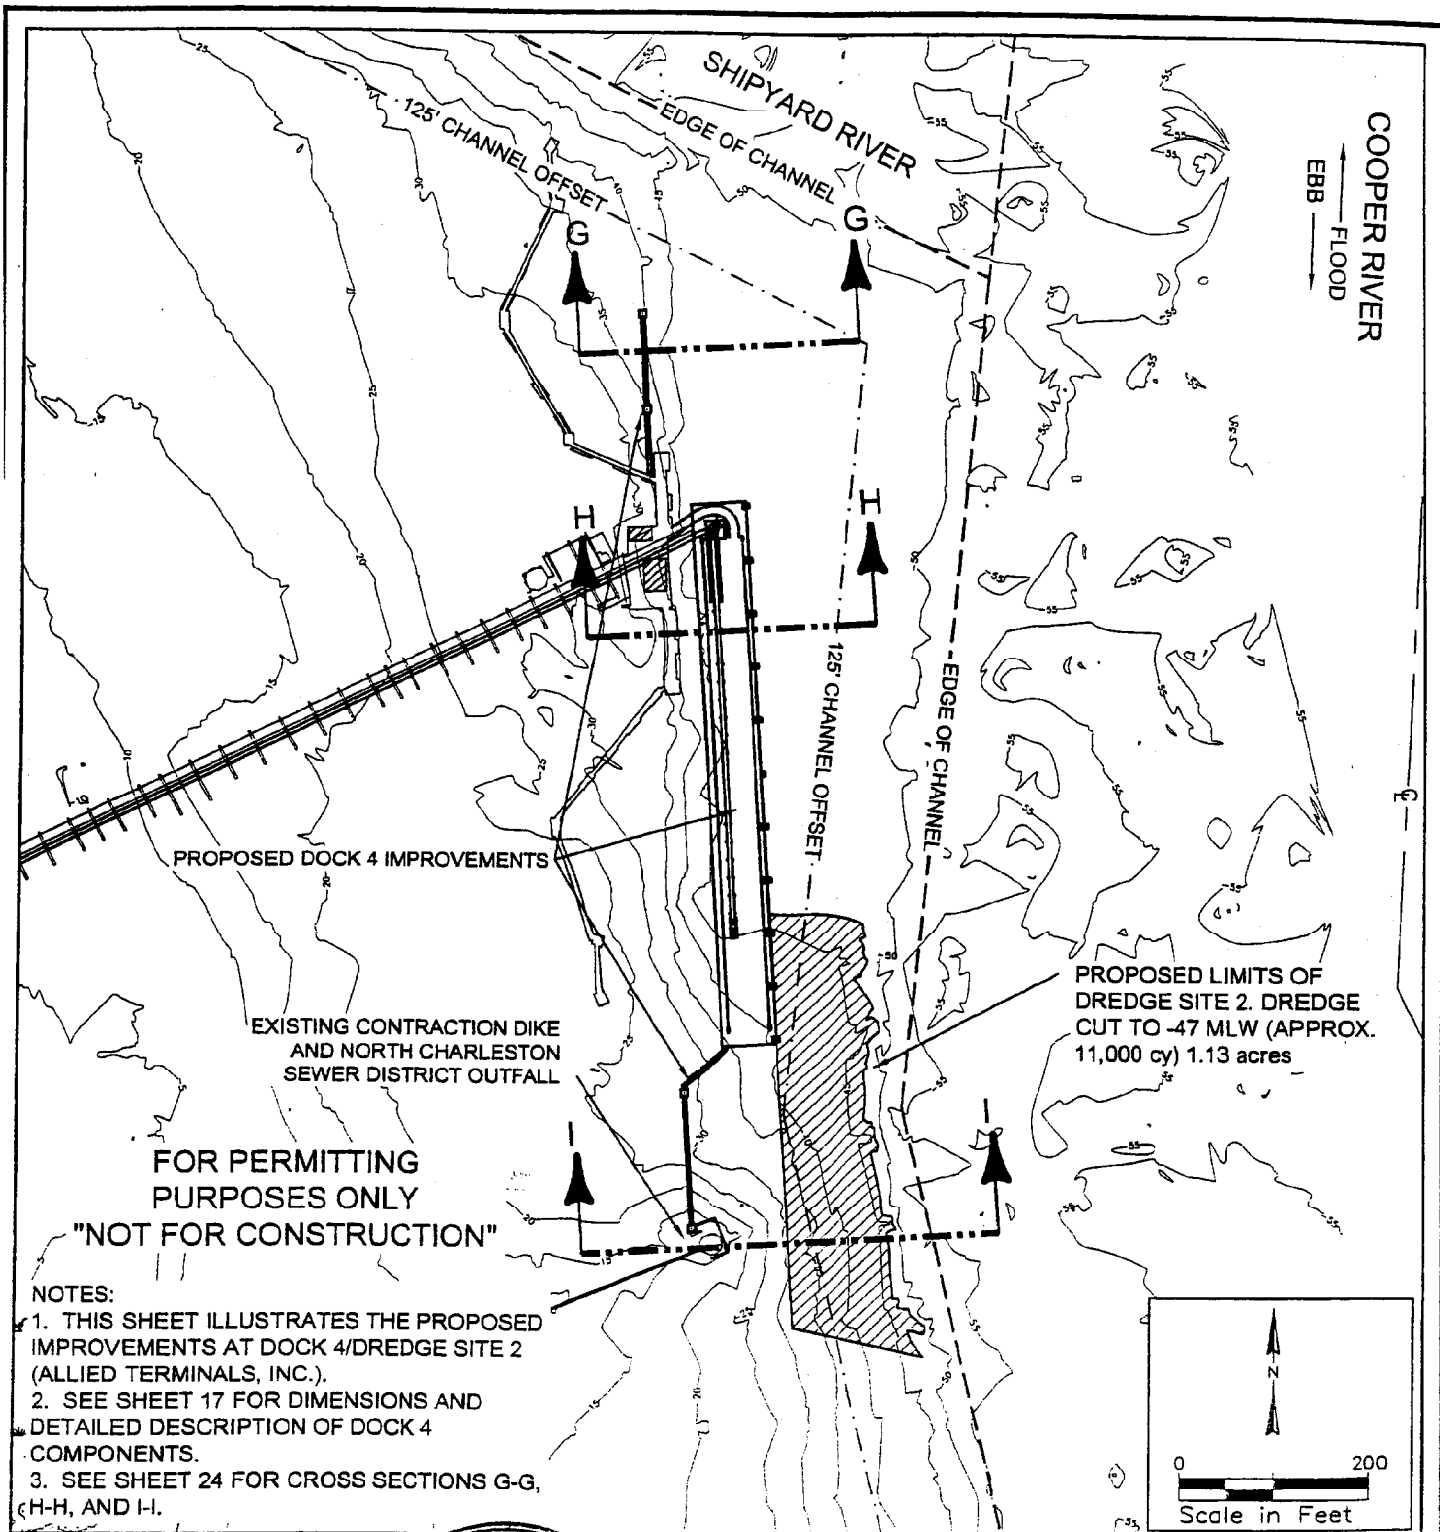 SHIPYARD RIVER
EDGE OF CHANNEL
125' CHANNEL OFFSET
COOPER RIVER
FLOOD
EBB
G
G
H
H
125' CHANNEL OFFSET
EDGE OF CHANNEL
PROPOSED DOCK 4 IMPROVEMENTS
PROPOSED LIMITS OF
DREDGE SITE 2. DREDGE
CUT TO -47 MLW (APPROX.
11,000 cy) 1.13 acres
EXISTING CONTRACTION DIKE
AND NORTH CHARLESTON
SEWER DISTRICT OUTFALL
I
I
FOR PERMITTING
PURPOSES ONLY
"NOT FOR CONSTRUCTION"
NOTES:
1. THIS SHEET ILLUSTRATES THE PROPOSED
IMPROVEMENTS AT DOCK 4/DREDGE SITE 2
(ALLIED TERMINALS, INC.).
2. SEE SHEET 17 FOR DIMENSIONS AND
DETAILED DESCRIPTION OF DOCK 4
COMPONENTS.
3. SEE SHEET 24 FOR CROSS SECTIONS G-G,
H-H, AND I-I.
N
0 200
Scale in Feet